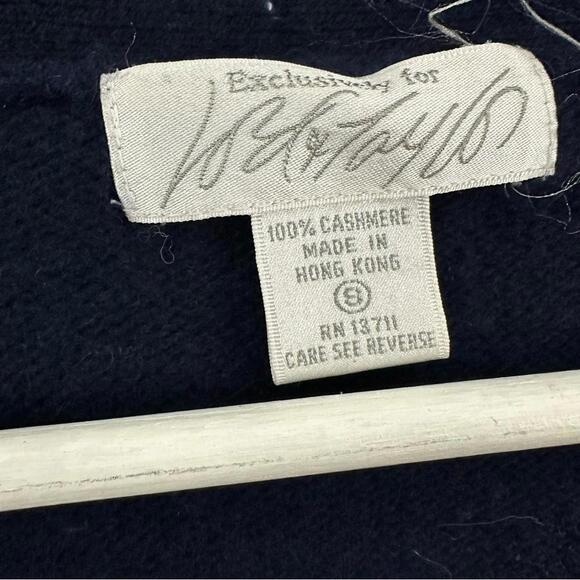 Exclusively for
Lord & Taylor
100% CASHMERE
MADE IN
HONG KONG
S
RN 13711
CARE SEE REVERSE